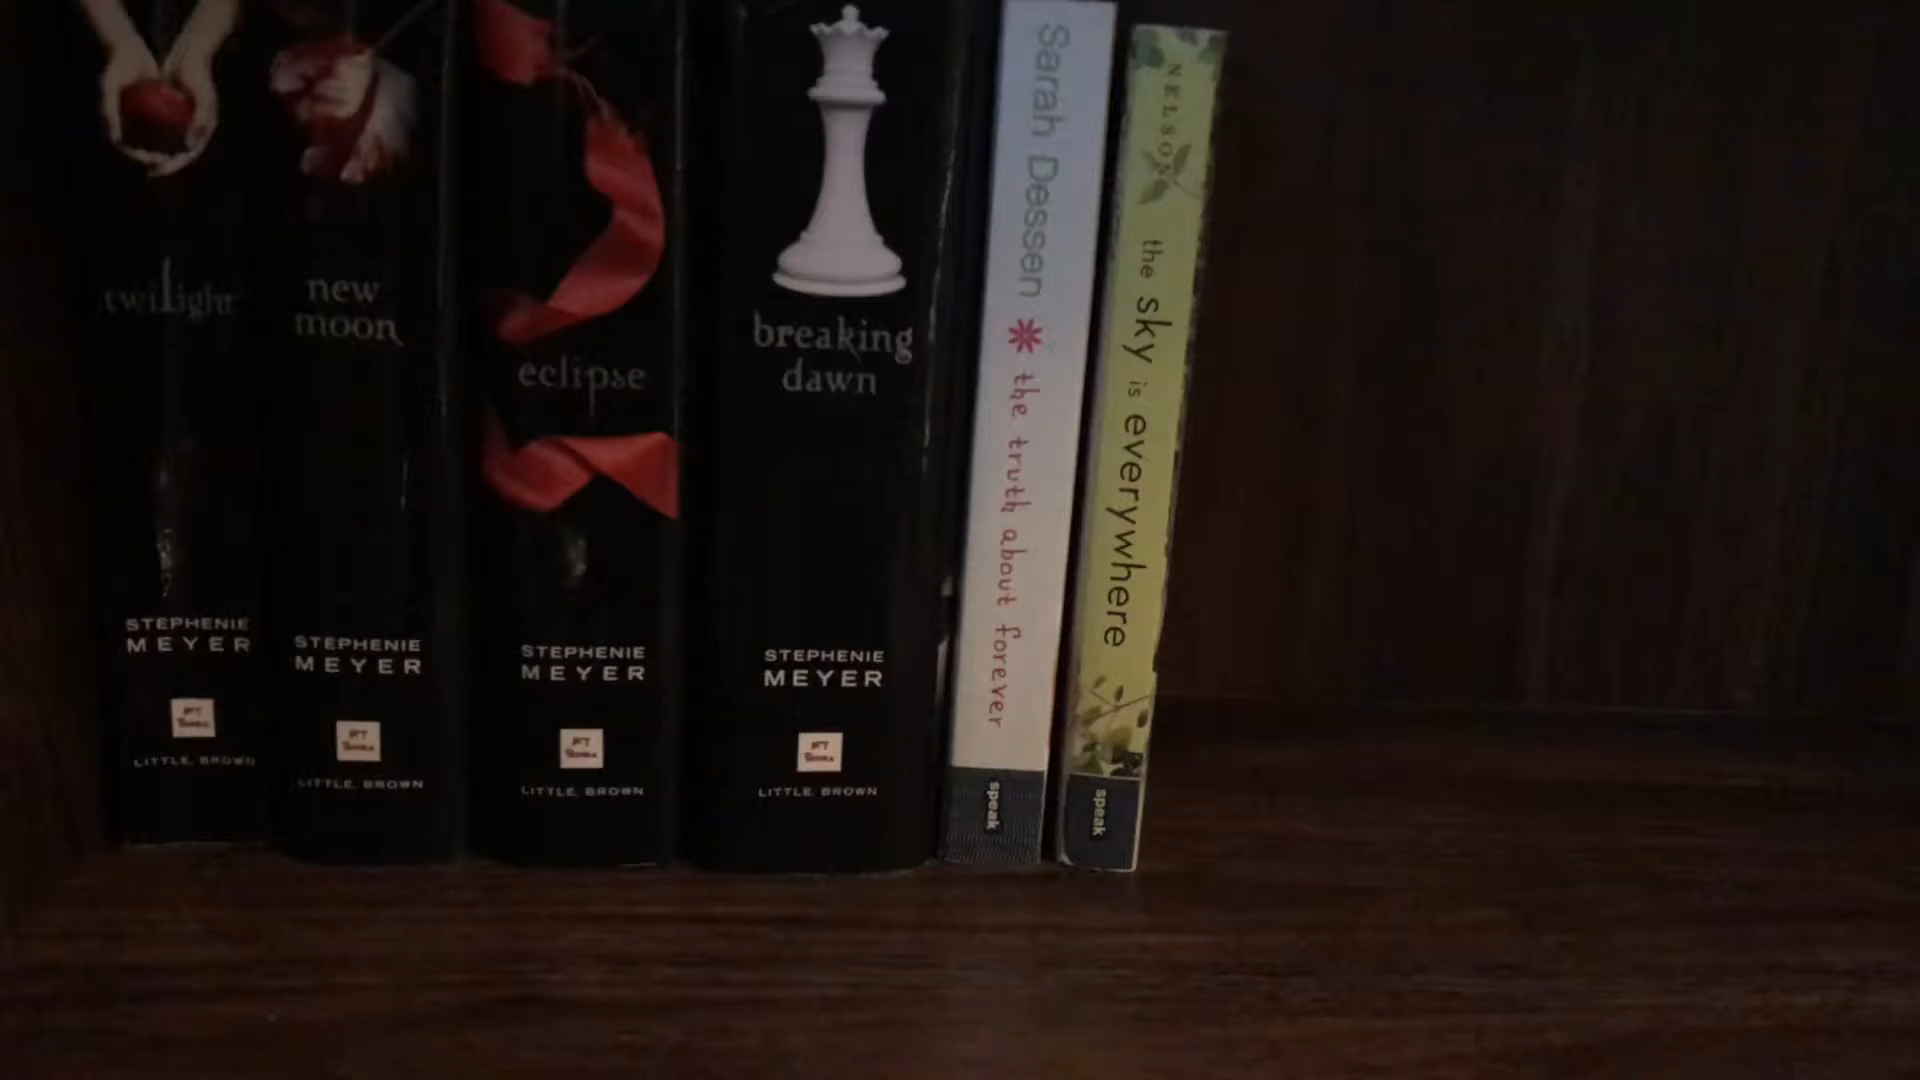 twilight
STEPHENIE
MEYER
LITTLE, BROWN
new
moon
STEPHENIE
MEYER
LITTLE, BROWN
eclipse
STEPHENIE
MEYER
LITTLE, BROWN
breaking
dawn
STEPHENIE
MEYER
LITTLE, BROWN
Sarah Dessen * the truth about forever
speak
NELSON the sky is everywhere
speak